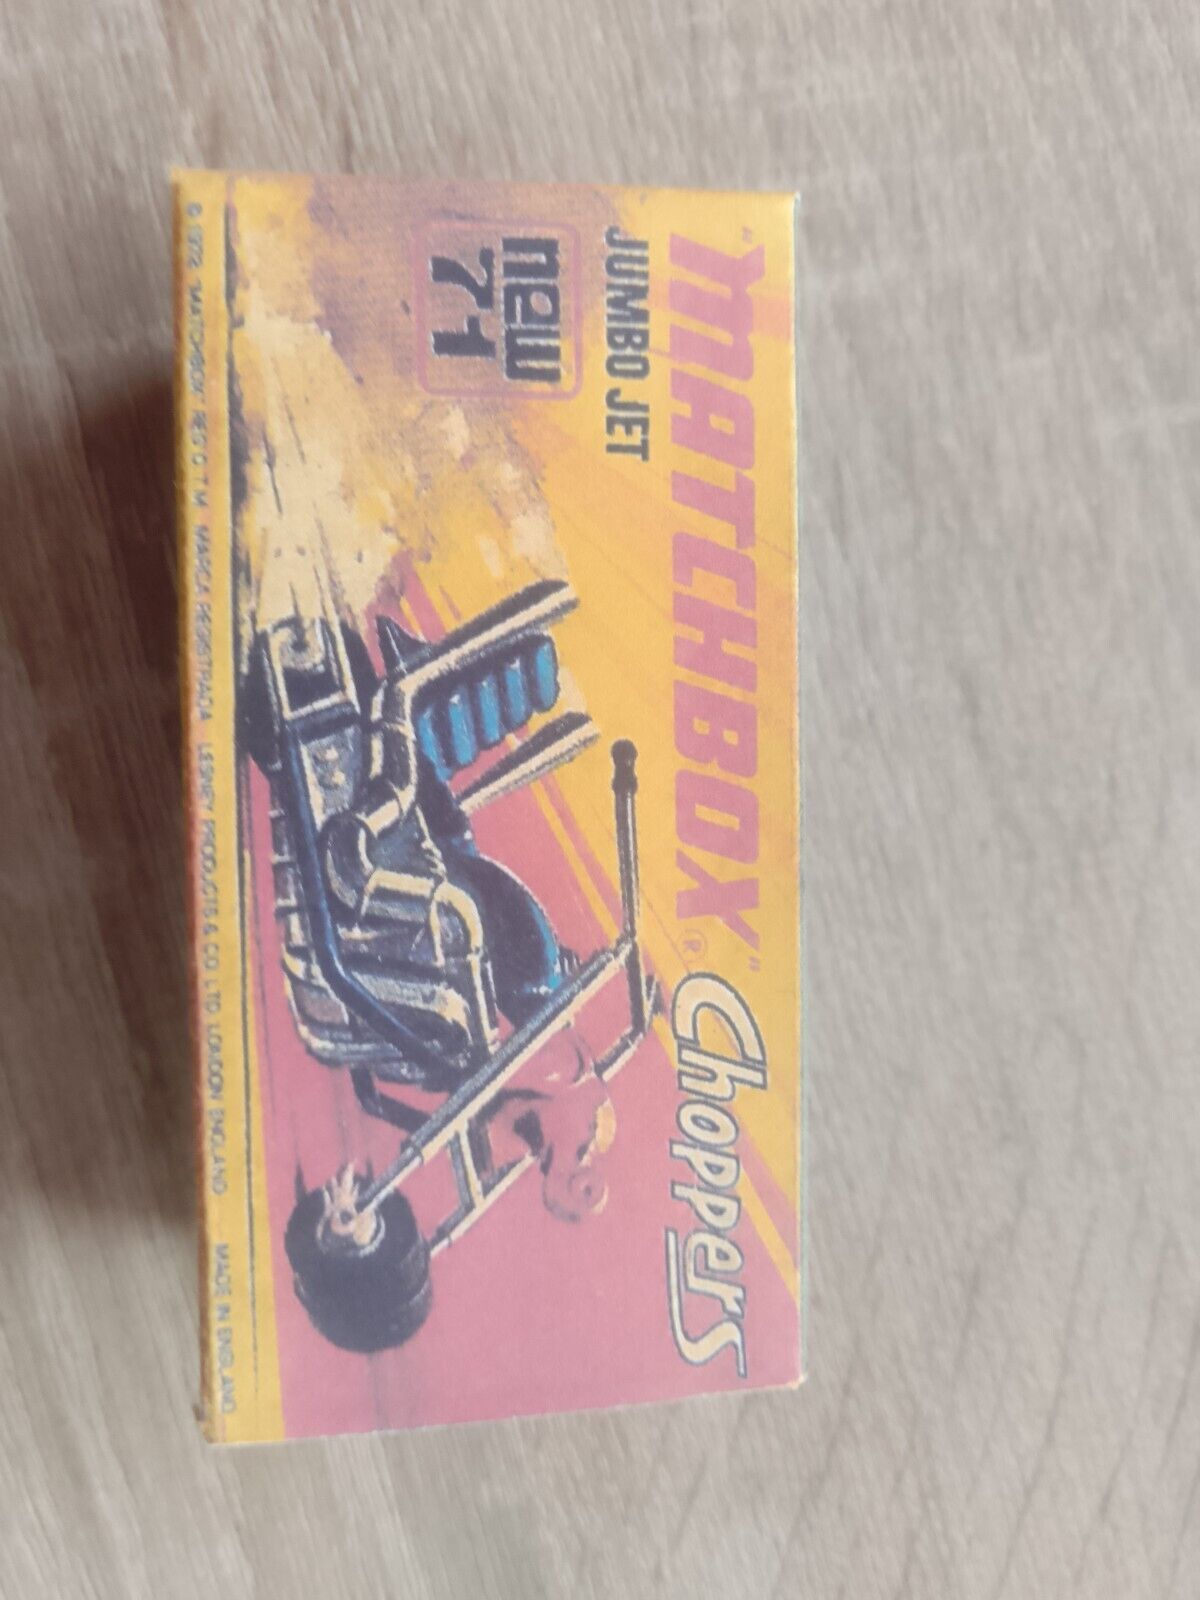 "MATCHBOX"® Choppers
JUMBO JET
new
71
© 1972 "MATCHBOX" REG'D. T.M. MARCA REGISTRADA LESNEY PRODUCTS & CO. LTD. LONDON ENGLAND MADE IN ENGLAND